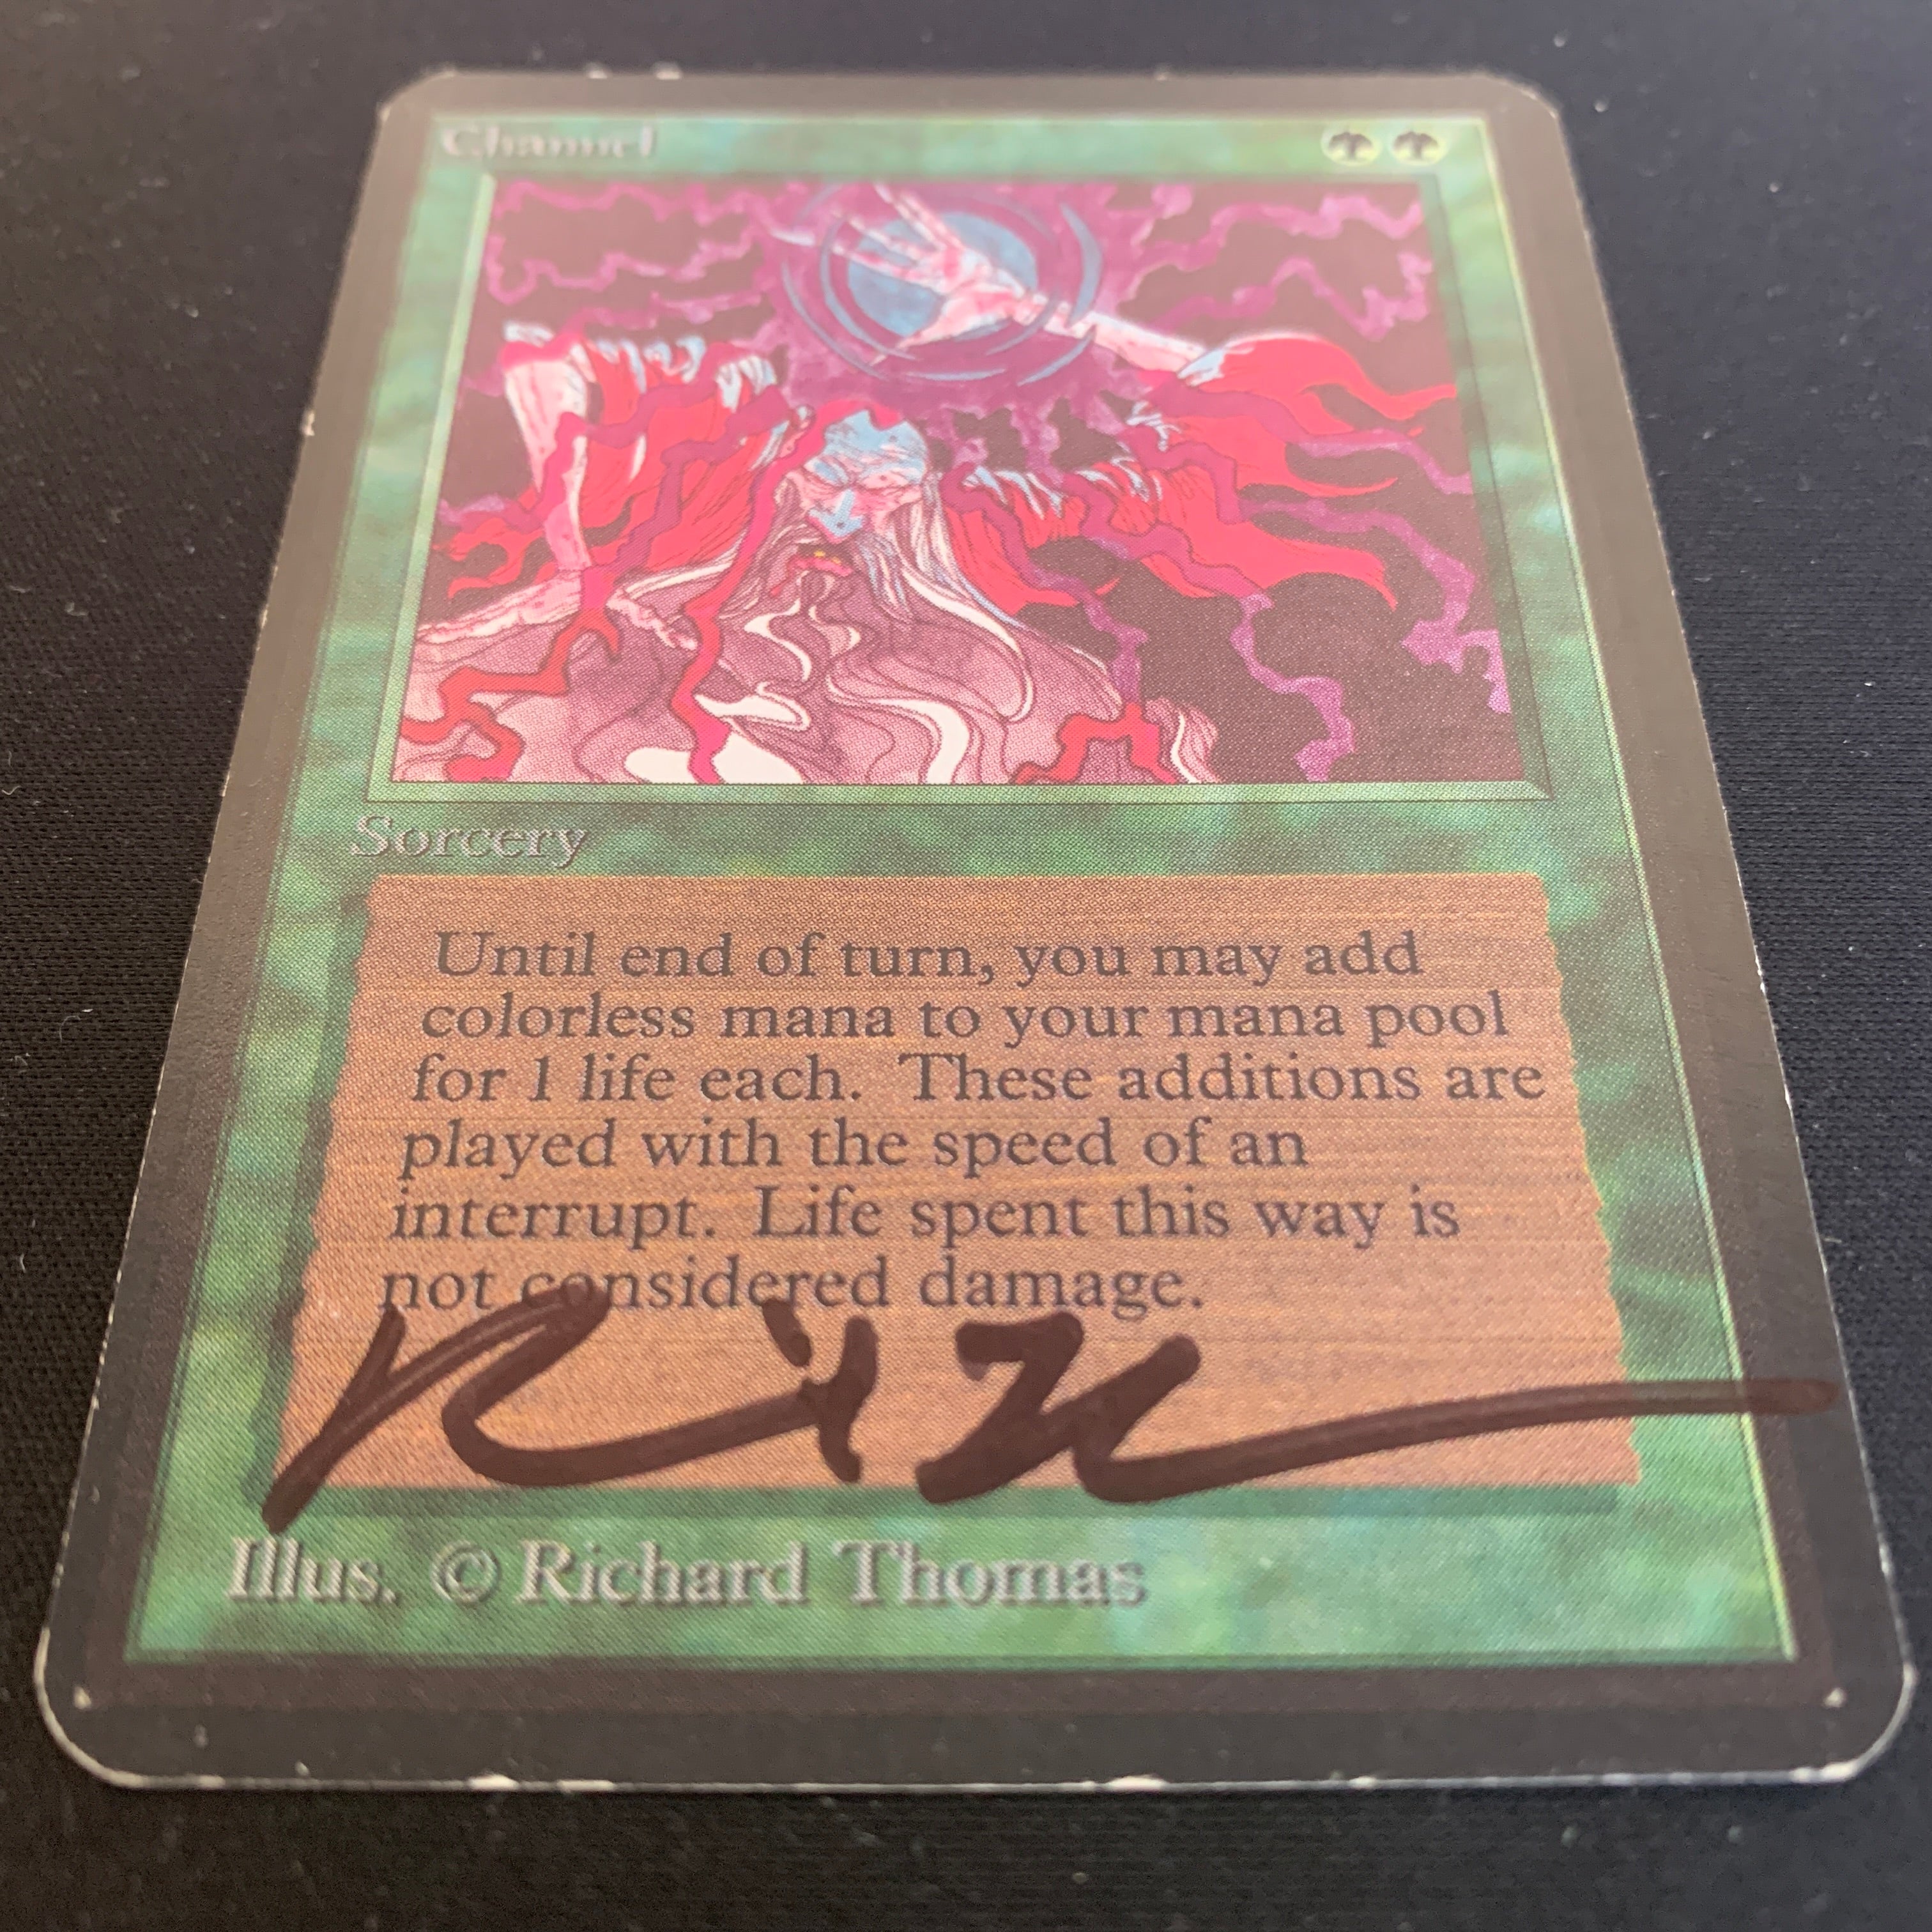 Channel
Sorcery
Until end of turn, you may add
colorless mana to your mana pool
for 1 life each. These additions are
played with the speed of an
interrupt. Life spent this way is
not considered damage.
Illus. © Richard Thomas